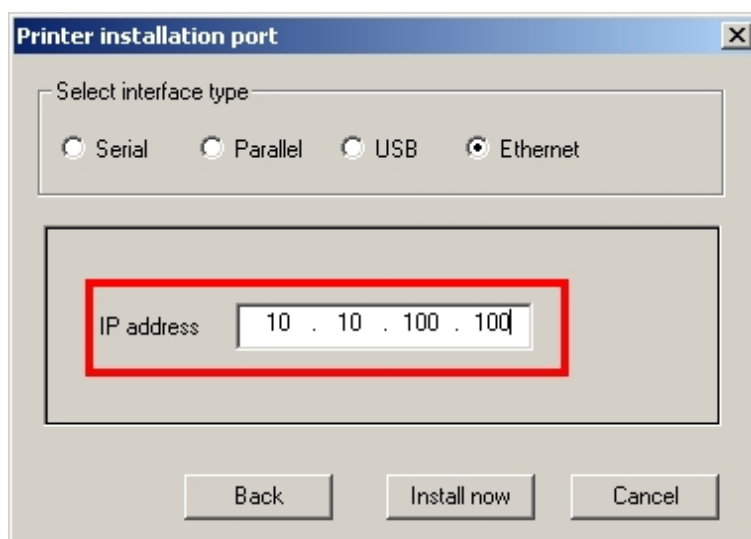 Printer installation port
Select interface type
Serial Parallel USB Ethernet
IP address 10 . 10 . 100 . 100
Back Install now Cancel